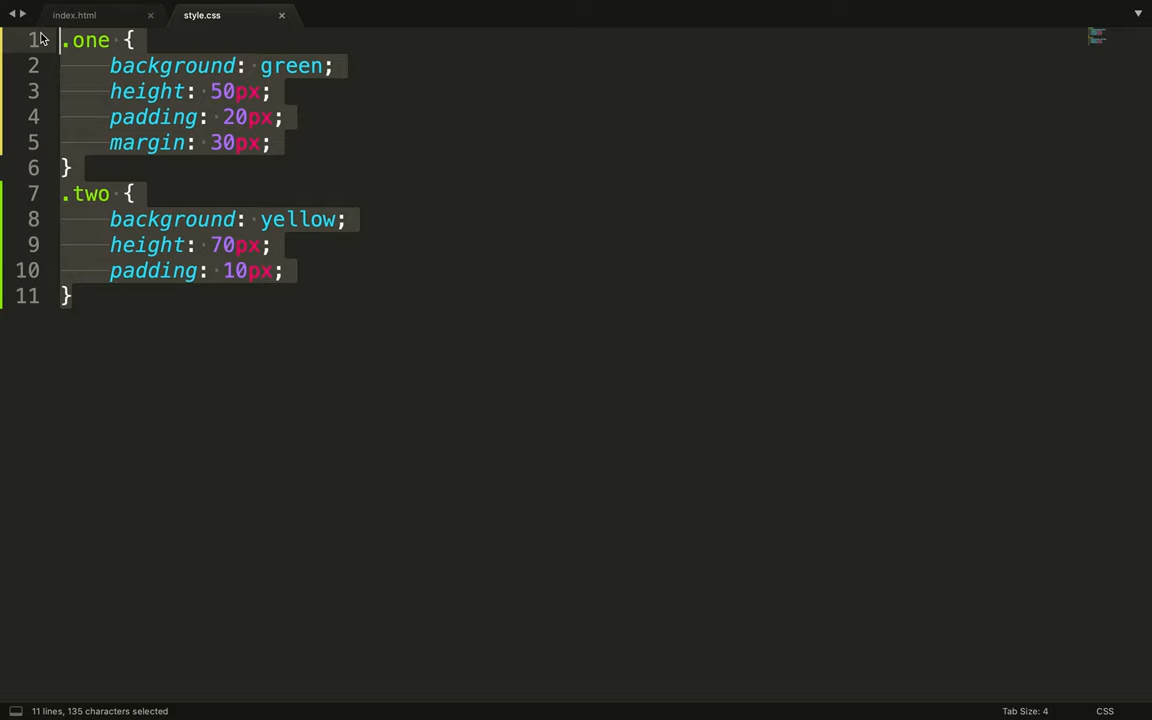 index.html
style.css
1 .one {
2 background: green;
3 height: 50px;
4 padding: 20px;
5 margin: 30px;
6 }
7 .two {
8 background: yellow;
9 height: 70px;
10 padding: 10px;
11 }
11 lines, 135 characters selected
Tab Size: 4
CSS